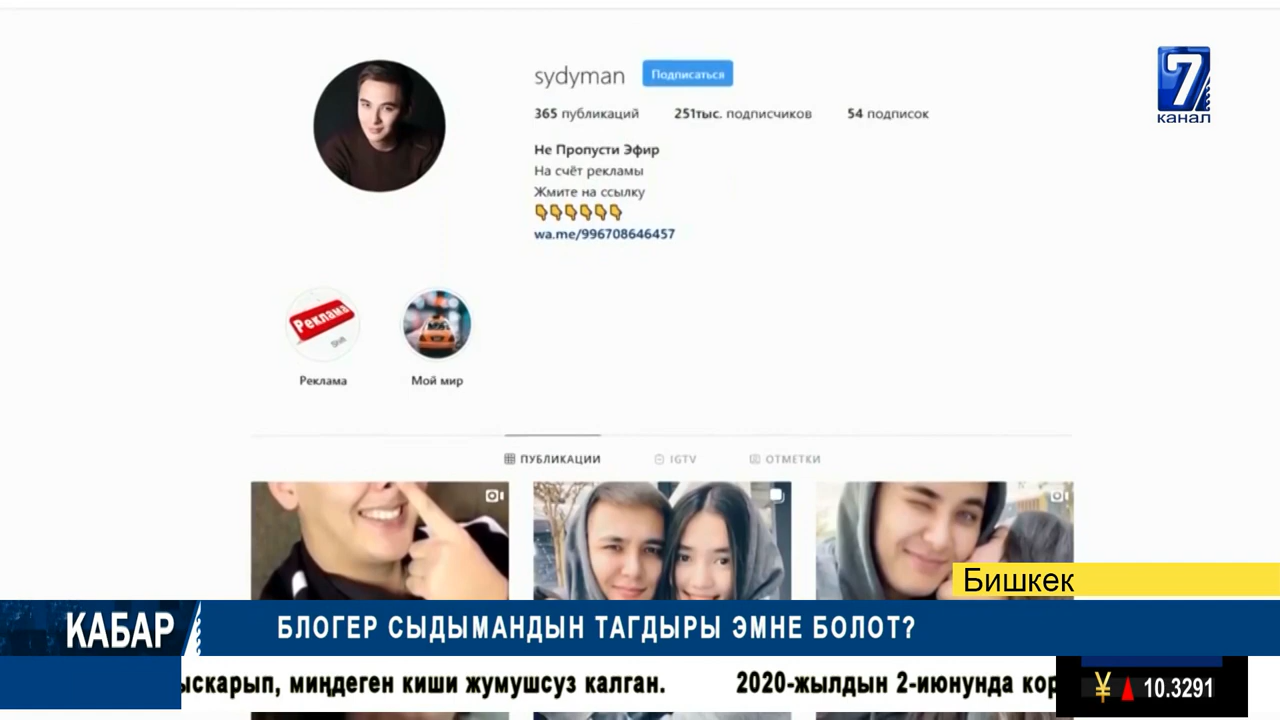 sydyman
Подписаться
7
канал
365 публикаций
251тыс. подписчиков
54 подписок
Не Пропусти Эфир
На счёт рекламы
Жмите на ссылку
wa.me/996708646457
Реклама
Shift
Реклама
Мой мир
ПУБЛИКАЦИИ
IGTV
ОТМЕТКИ
Бишкек
КАБАР
БЛОГЕР СЫДЫМАНДЫН ТАГДЫРЫ ЭМНЕ БОЛОТ?
ыскарып, миңдеген киши жумушсуз калган.
2020-жылдын 2-июнунда кор
¥ ▲ 10.3291